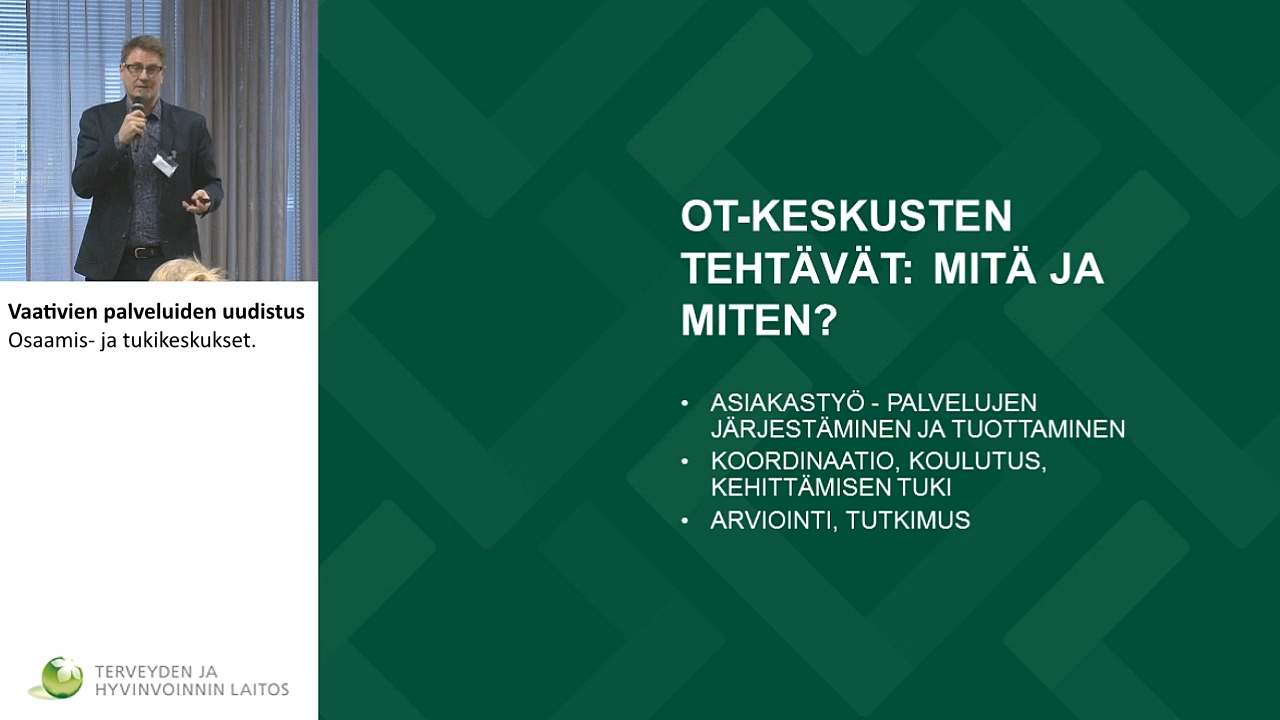 Vaativien palveluiden uudistus
Osaamis- ja tukikeskukset.
TERVEYDEN JA
HYVINVOINNIN LAITOS
OT-KESKUSTEN
TEHTÄVÄT: MITÄ JA
MITEN?
• ASIAKASTYÖ - PALVELUJEN
JÄRJESTÄMINEN JA TUOTTAMINEN
• KOORDINAATIO, KOULUTUS,
KEHITTÄMISEN TUKI
• ARVIOINTI, TUTKIMUS